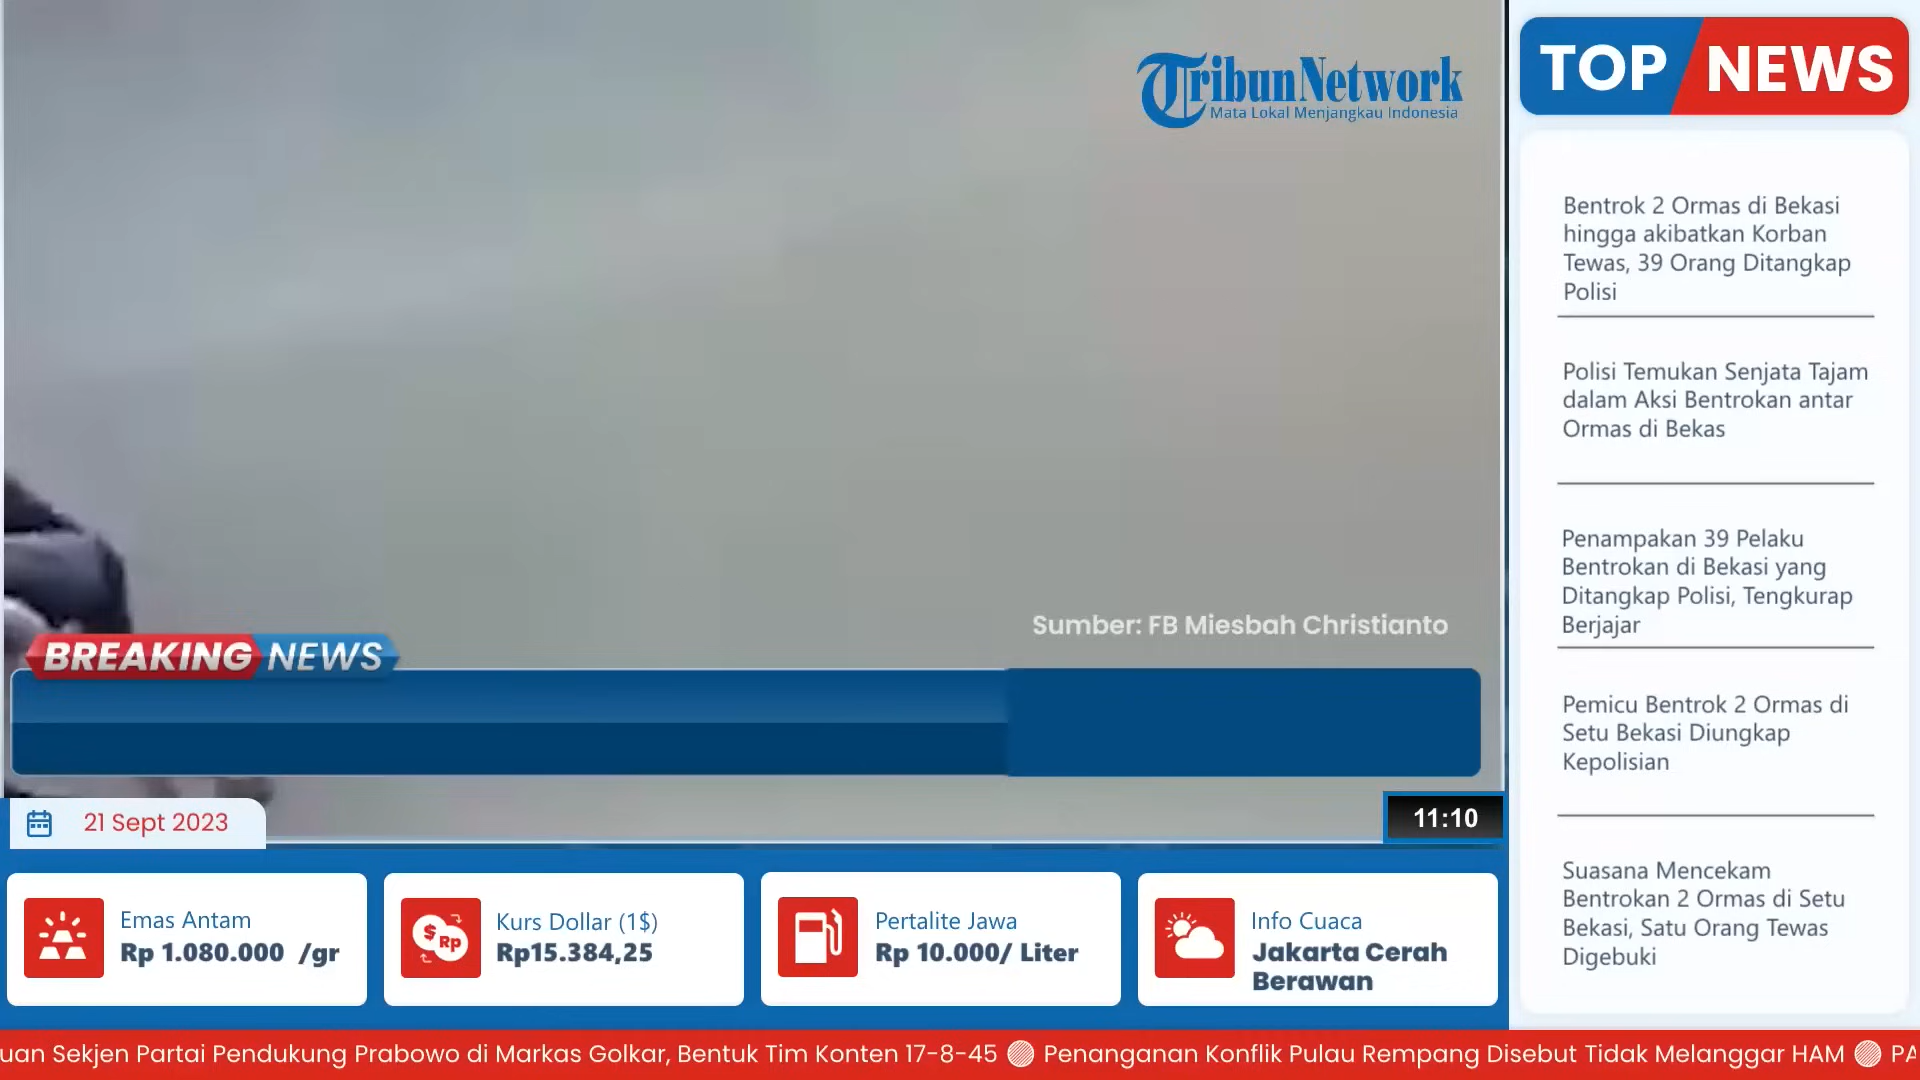 TribunNetwork
Mata Lokal Menjangkau Indonesia
Sumber: FB Miesbah Christianto
BREAKING NEWS
21 Sept 2023
11:10
Emas Antam
Rp 1.080.000 /gr
Kurs Dollar (1$)
Rp15.384,25
Pertalite Jawa
Rp 10.000/ Liter
Info Cuaca
Jakarta Cerah
Berawan
TOP NEWS
Bentrok 2 Ormas di Bekasi
hingga akibatkan Korban
Tewas, 39 Orang Ditangkap
Polisi
Polisi Temukan Senjata Tajam
dalam Aksi Bentrokan antar
Ormas di Bekas
Penampakan 39 Pelaku
Bentrokan di Bekasi yang
Ditangkap Polisi, Tengkurap
Berjajar
Pemicu Bentrok 2 Ormas di
Setu Bekasi Diungkap
Kepolisian
Suasana Mencekam
Bentrokan 2 Ormas di Setu
Bekasi, Satu Orang Tewas
Digebuki
uan Sekjen Partai Pendukung Prabowo di Markas Golkar, Bentuk Tim Konten 17-8-45 Penanganan Konflik Pulau Rempang Disebut Tidak Melanggar HAM PA